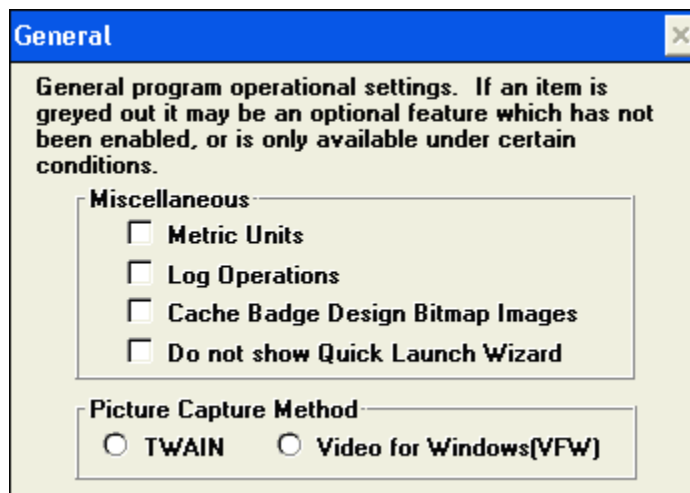 General
General program operational settings.  If an item is
greyed out it may be an optional feature which has not
been enabled, or is only available under certain
conditions.
Miscellaneous
Metric Units
Log Operations
Cache Badge Design Bitmap Images
Do not show Quick Launch Wizard
Picture Capture Method
TWAIN Video for Windows(VFW)